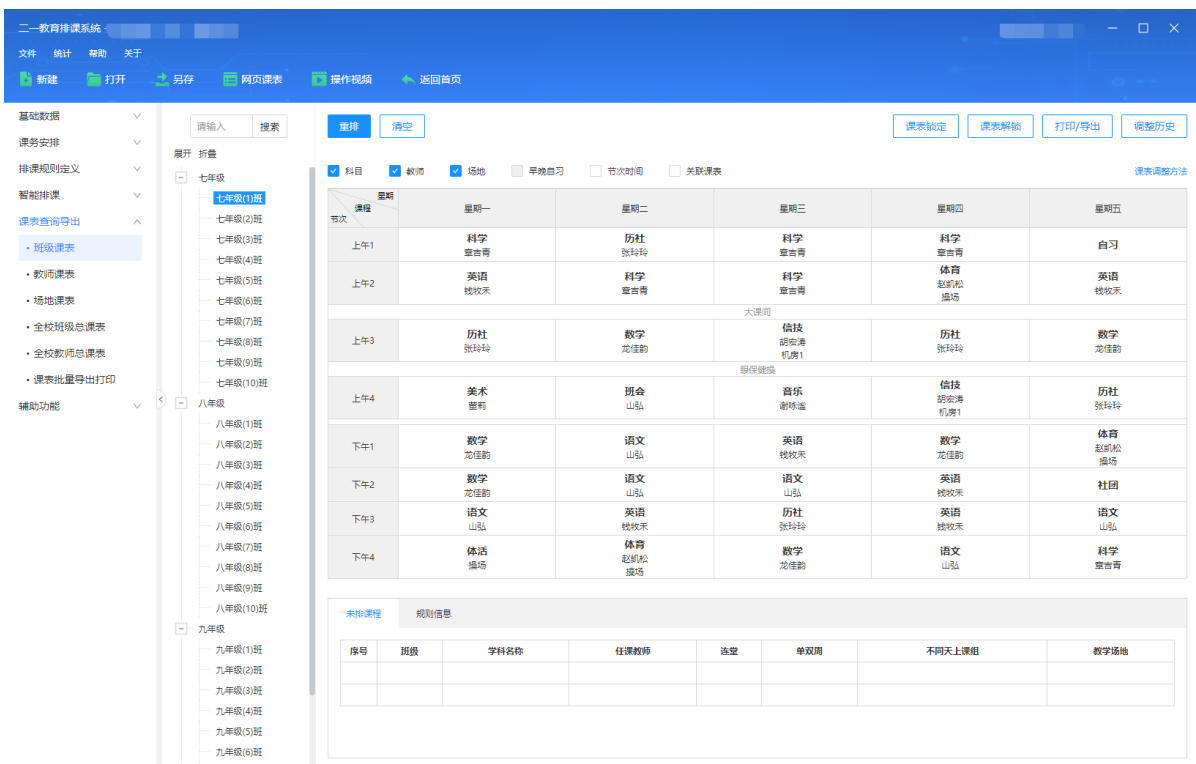 二一教育排课系统 -
文件 统计 帮助 关于
新建 打开 另存 网页课表 操作视频 返回首页
基础数据
课务安排
排课规则定义
智能排课
课表查询导出
• 班级课表
• 教师课表
• 场地课表
• 全校班级总课表
• 全校教师总课表
• 课表批量导出打印
辅助功能
请输入 搜索
展开 折叠
七年级
七年级(1)班
七年级(2)班
七年级(3)班
七年级(4)班
七年级(5)班
七年级(6)班
七年级(7)班
七年级(8)班
七年级(9)班
七年级(10)班
八年级
八年级(1)班
八年级(2)班
八年级(3)班
八年级(4)班
八年级(5)班
八年级(6)班
八年级(7)班
八年级(8)班
八年级(9)班
八年级(10)班
九年级
九年级(1)班
九年级(2)班
九年级(3)班
九年级(4)班
九年级(5)班
九年级(6)班
重排 清空 课表锁定 课表解锁 打印/导出 调整历史
科目 教师 场地 早晚自习 节次时间 关联课表 课表调整方法
星期
课程
节次
星期一 星期二 星期三 星期四 星期五
上午1
科学 历社 科学 科学 自习
章吉青 张玲玲 章吉青 章吉青
上午2
英语 科学 科学 体育 英语
钱牧禾 章吉青 章吉青 赵凯松 钱牧禾
操场
大课间
上午3
历社 数学 信技 历社 数学
张玲玲 龙佳韵 胡宏涛 张玲玲 龙佳韵
机房1
眼保健操
上午4
美术 班会 音乐 信技 历社
莉 山弘 谢咏 胡宏涛 张玲玲
机房1
下午1
数学 语文 英语 数学 体育
龙佳韵 山弘 钱牧禾 龙佳韵 赵凯松
操场
下午2
数学 语文 语文 英语 社团
龙佳韵 山弘 山弘 钱牧禾
下午3
语文 英语 历社 英语 语文
山弘 钱牧禾 张玲玲 钱牧禾 山弘
下午4
体活 体育 数学 语文 科学
操场 赵凯松 龙佳韵 山弘 章吉青
操场
未排课程 规则信息
序号 班级 学科名称 任课教师 连堂 单双周 不同天上课组 教学场地